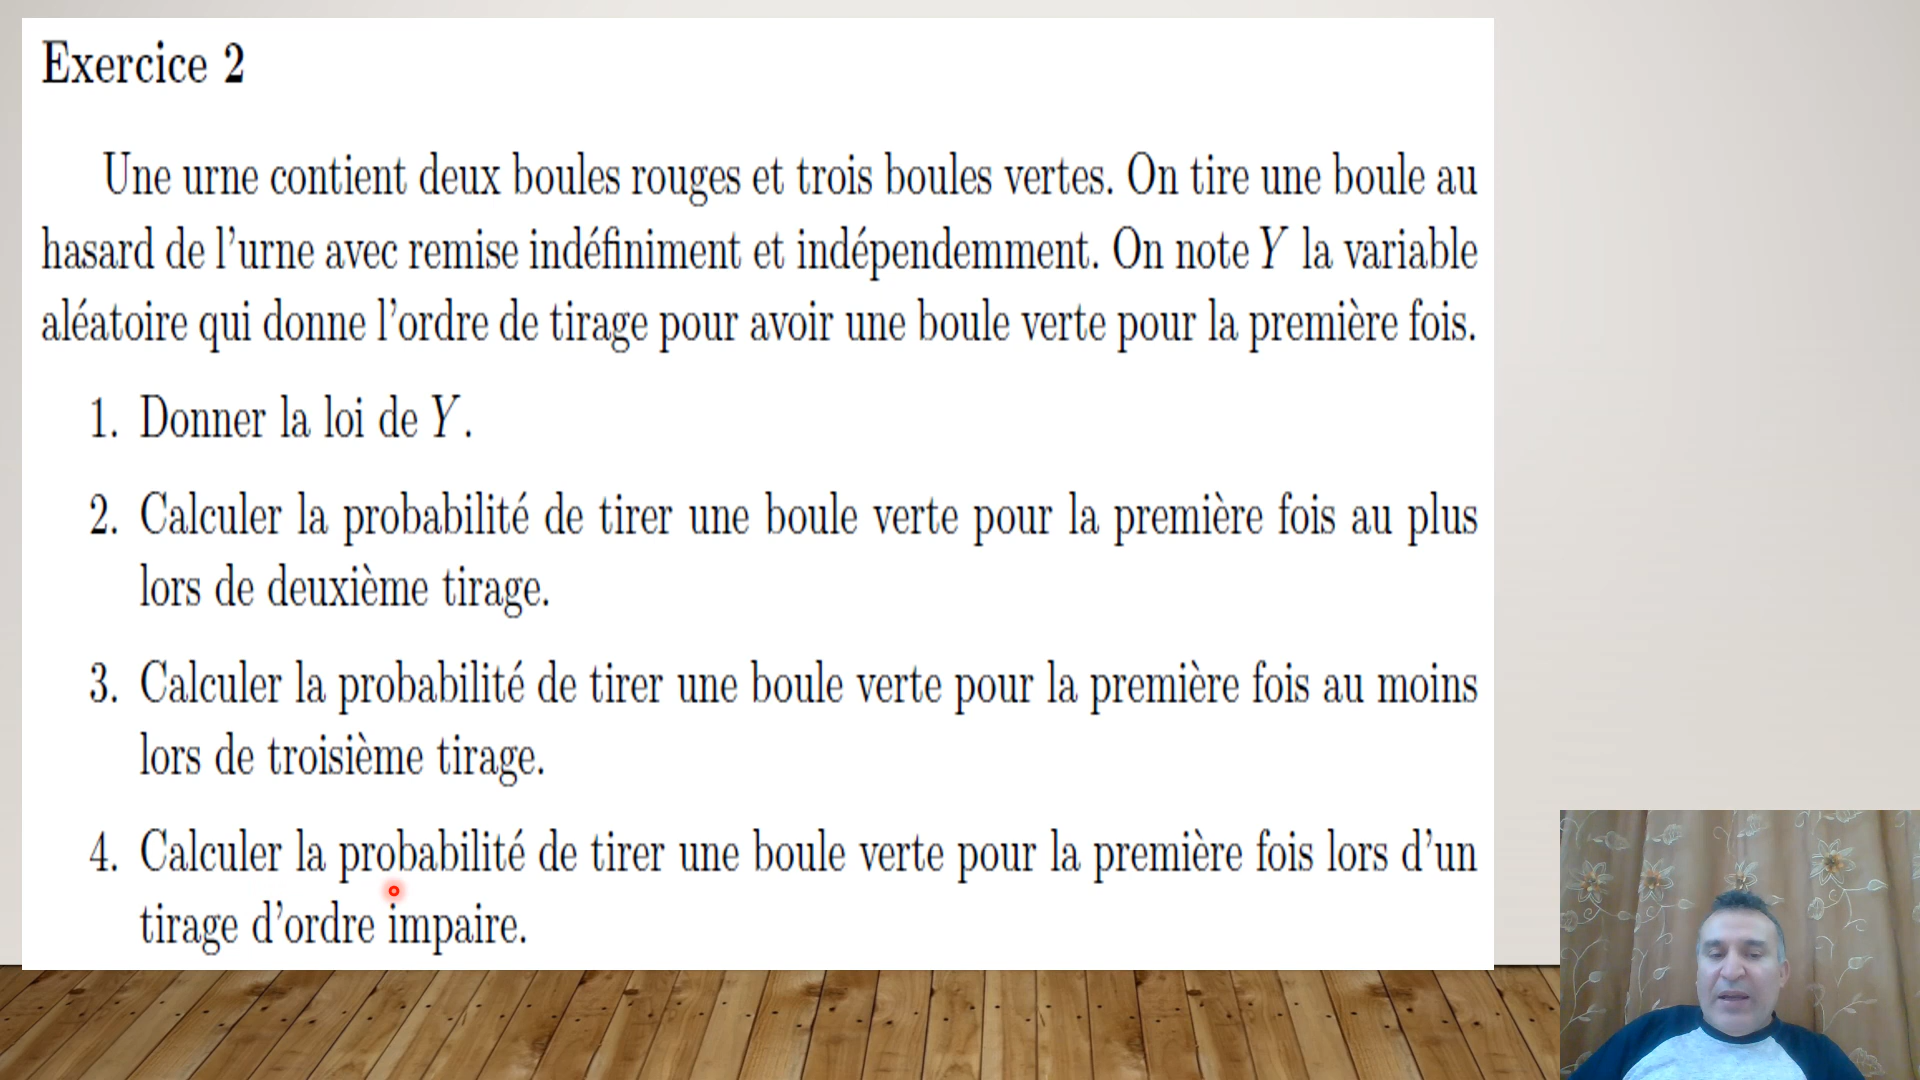 Exercice 2
Une urne contient deux boules rouges et trois boules vertes. On tire une boule au
hasard de l'urne avec remise indéfiniment et indépendemment. On note Y la variable
aléatoire qui donne l'ordre de tirage pour avoir une boule verte pour la première fois.
1. Donner la loi de Y.
2. Calculer la probabilité de tirer une boule verte pour la première fois au plus
lors de deuxième tirage.
3. Calculer la probabilité de tirer une boule verte pour la première fois au moins
lors de troisième tirage.
4. Calculer la probabilité de tirer une boule verte pour la première fois lors d'un
tirage d'ordre impaire.